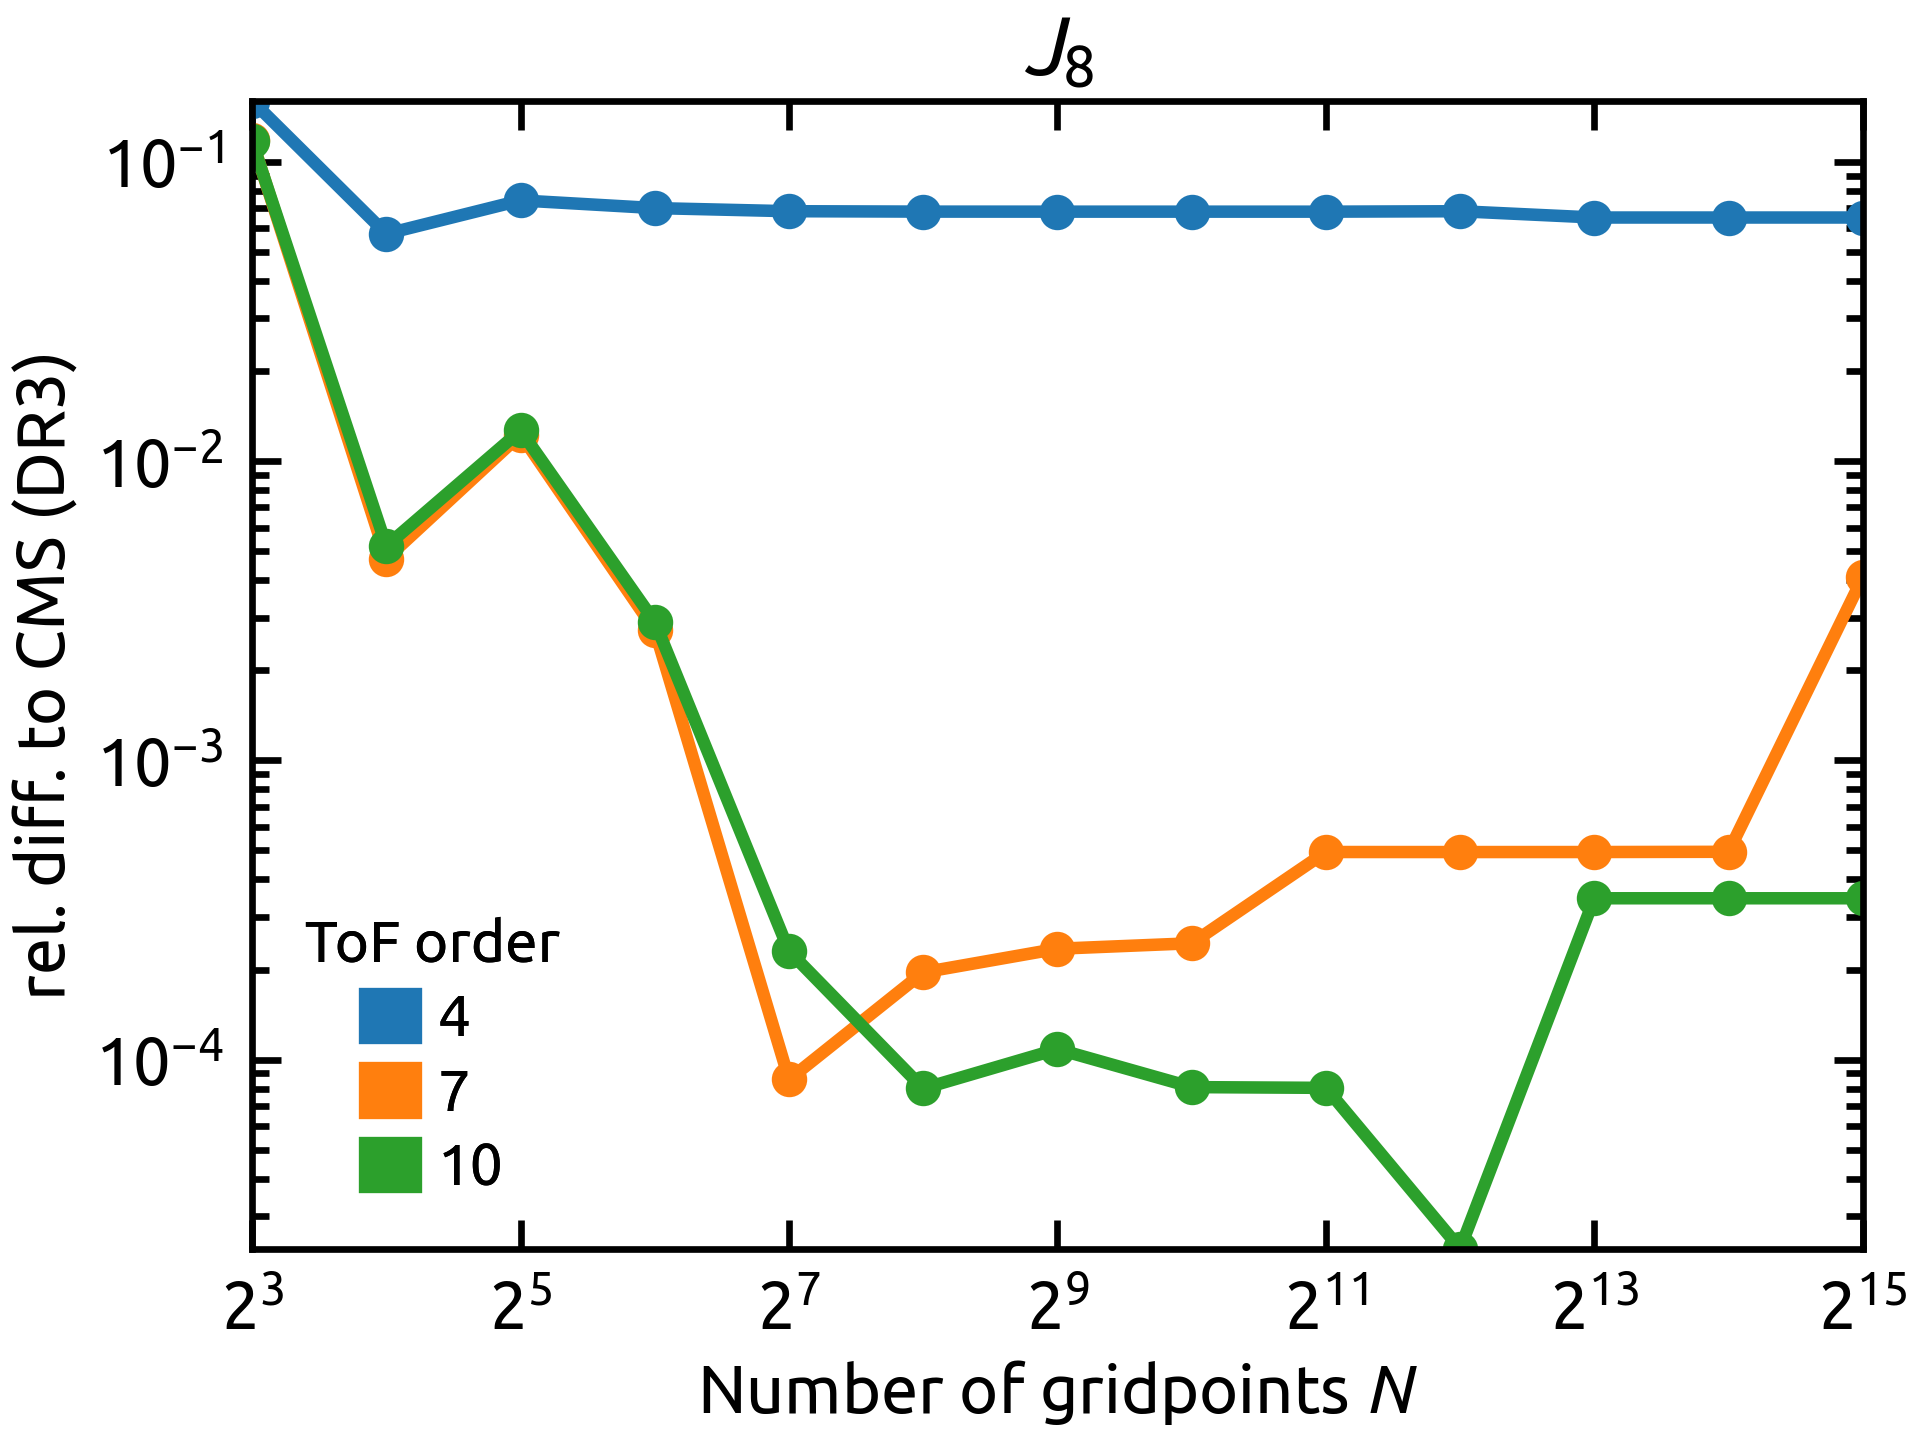 J₈
rel. diff. to CMS (DR3)
10⁻¹
10⁻²
10⁻³
10⁻⁴
ToF order
4
7
10
2³ 2⁵ 2⁷ 2⁹ 2¹¹ 2¹³ 2¹⁵
Number of gridpoints N